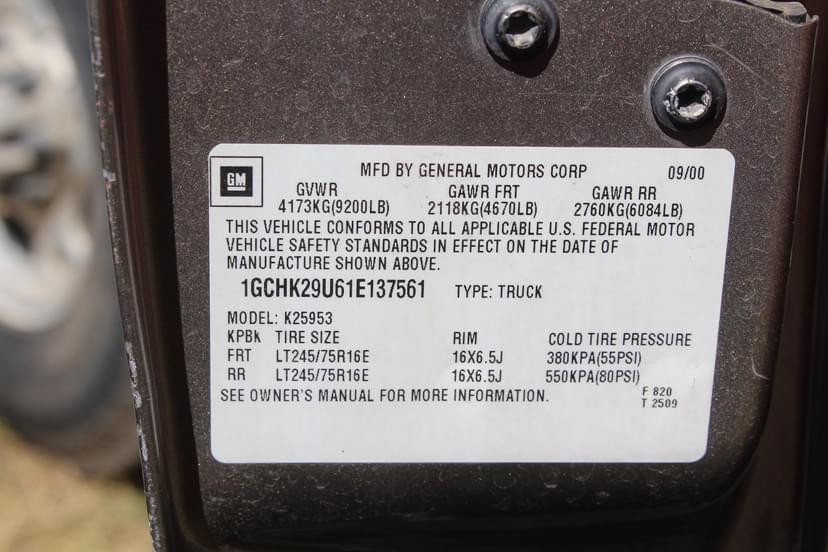 GM
MFD BY GENERAL MOTORS CORP 09/00
GVWR GAWR FRT GAWR RR
4173KG(9200LB) 2118KG(4670LB) 2760KG(6084LB)
THIS VEHICLE CONFORMS TO ALL APPLICABLE U.S. FEDERAL MOTOR
VEHICLE SAFETY STANDARDS IN EFFECT ON THE DATE OF
MANUFACTURE SHOWN ABOVE.
1GCHK29U61E137561 TYPE: TRUCK
MODEL: K25953
KPBk TIRE SIZE RIM COLD TIRE PRESSURE
FRT LT245/75R16E 16X6.5J 380KPA(55PSI)
RR LT245/75R16E 16X6.5J 550KPA(80PSI)
SEE OWNER'S MANUAL FOR MORE INFORMATION. F 820
T 2509